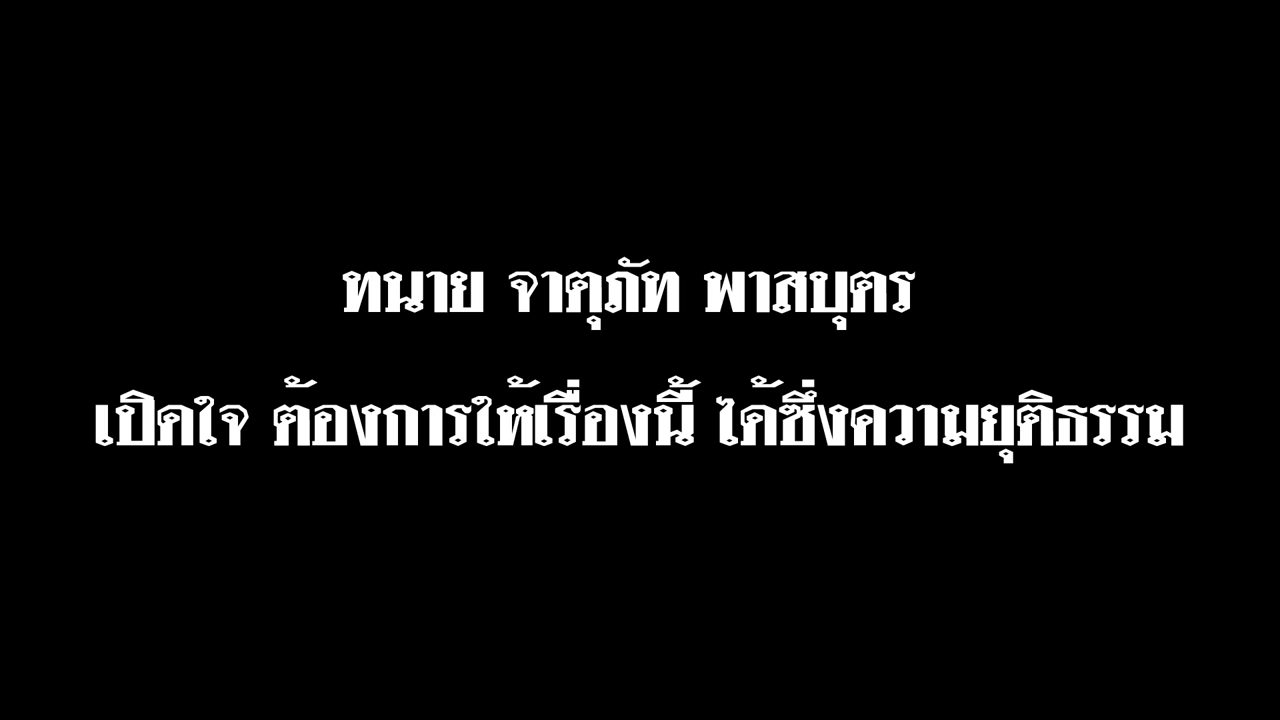 ทนาย จาตุภัท พาสบุตร
เปิดใจ ต้องการให้เรื่องนี้ ได้ซึ่งความยุติธรรม